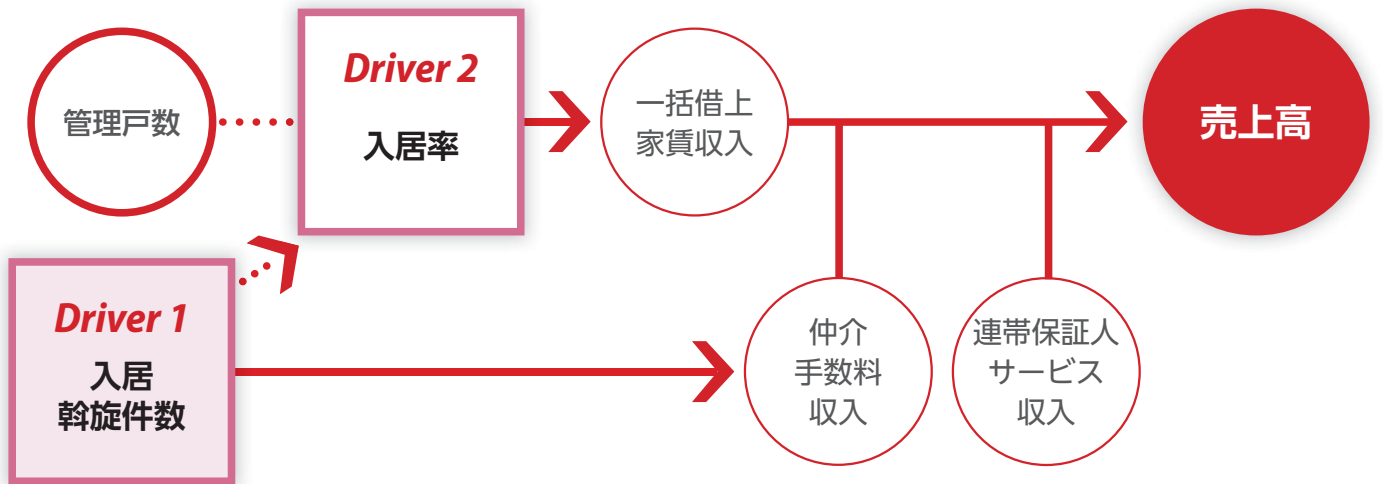 管理戸数
Driver 2
入居率
一括借上
家賃収入
売上高
Driver 1
入居
斡旋件数
仲介
手数料
収入
連帯保証人
サービス
収入